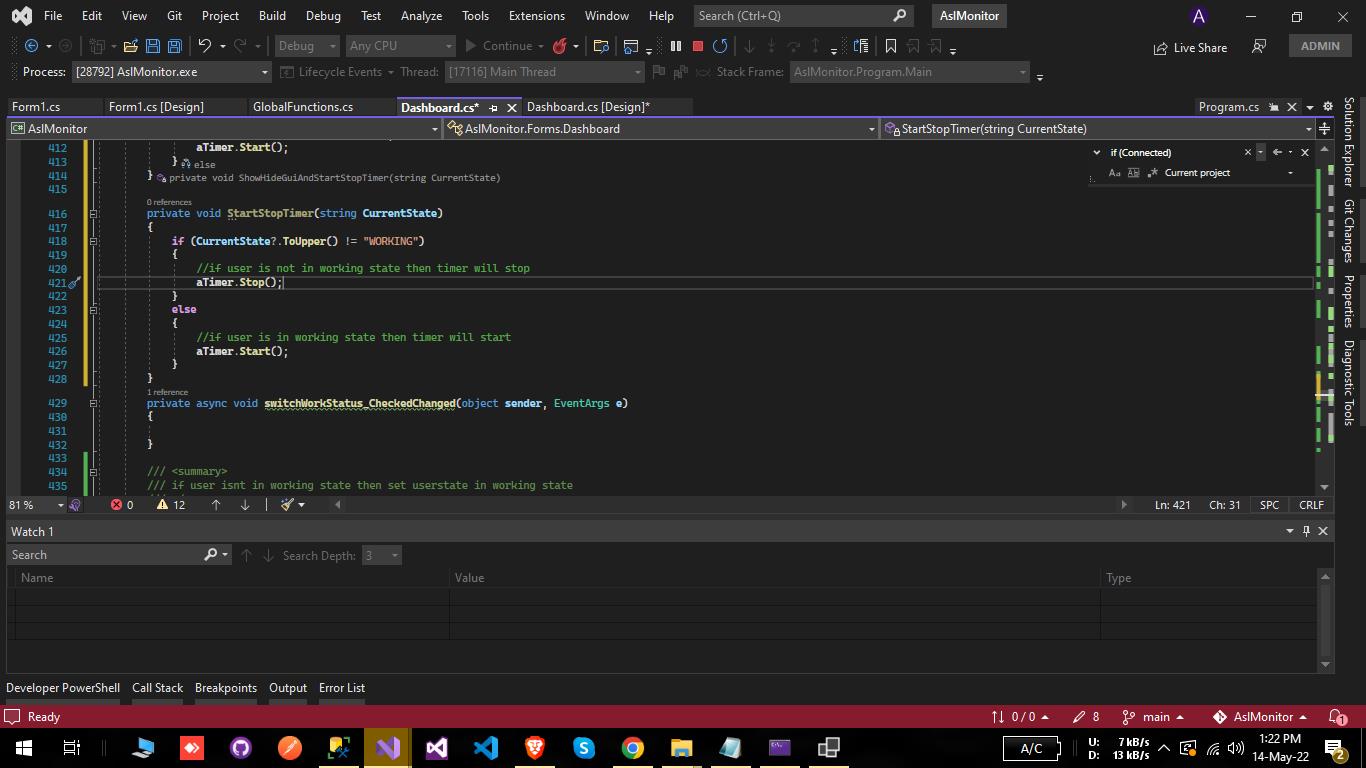 File Edit View Git Project Build Debug Test Analyze Tools Extensions Window Help Search (Ctrl+Q) AslMonitor A
Debug Any CPU Continue Live Share ADMIN
Process: [28792] AslMonitor.exe Lifecycle Events Thread: [17116] Main Thread Stack Frame: AslMonitor.Program.Main
Form1.cs Form1.cs [Design] GlobalFunctions.cs Dashboard.cs* Dashboard.cs [Design]* Program.cs
AslMonitor AslMonitor.Forms.Dashboard StartStopTimer(string CurrentState)
412 aTimer.Start();
413 } else
414 } private void ShowHideGuiAndStartStopTimer(string CurrentState)
415
0 references
416 private void StartStopTimer(string CurrentState)
417 {
418 if (CurrentState?.ToUpper() != "WORKING")
419 {
420 //if user is not in working state then timer will stop
421 aTimer.Stop();
422 }
423 else
424 {
425 //if user is in working state then timer will start
426 aTimer.Start();
427 }
428 }
1 reference
429 private async void switchWorkStatus_CheckedChanged(object sender, EventArgs e)
430 {
431
432 }
433
434 /// <summary>
435 /// if user isnt in working state then set userstate in working state
if (Connected)
Aa Ab Current project
Solution Explorer
Git Changes
Properties
Diagnostic Tools
81 % 0 12 Ln: 421 Ch: 31 SPC CRLF
Watch 1
Search Search Depth: 3
Name Value Type
Developer PowerShell Call Stack Breakpoints Output Error List
Ready 0 / 0 8 main AslMonitor 1
A/C U: 7 kB/s 1:22 PM
D: 13 kB/s 14-May-22 2